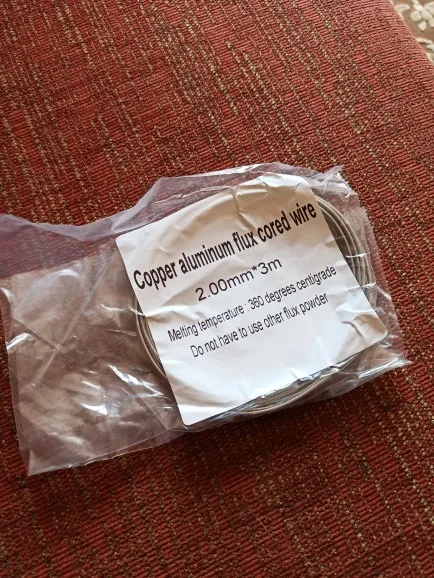 Copper aluminum flux cored wire
2.00mm*3m
Melting temperature : 360 degrees centigrade
Do not have to use other flux powder